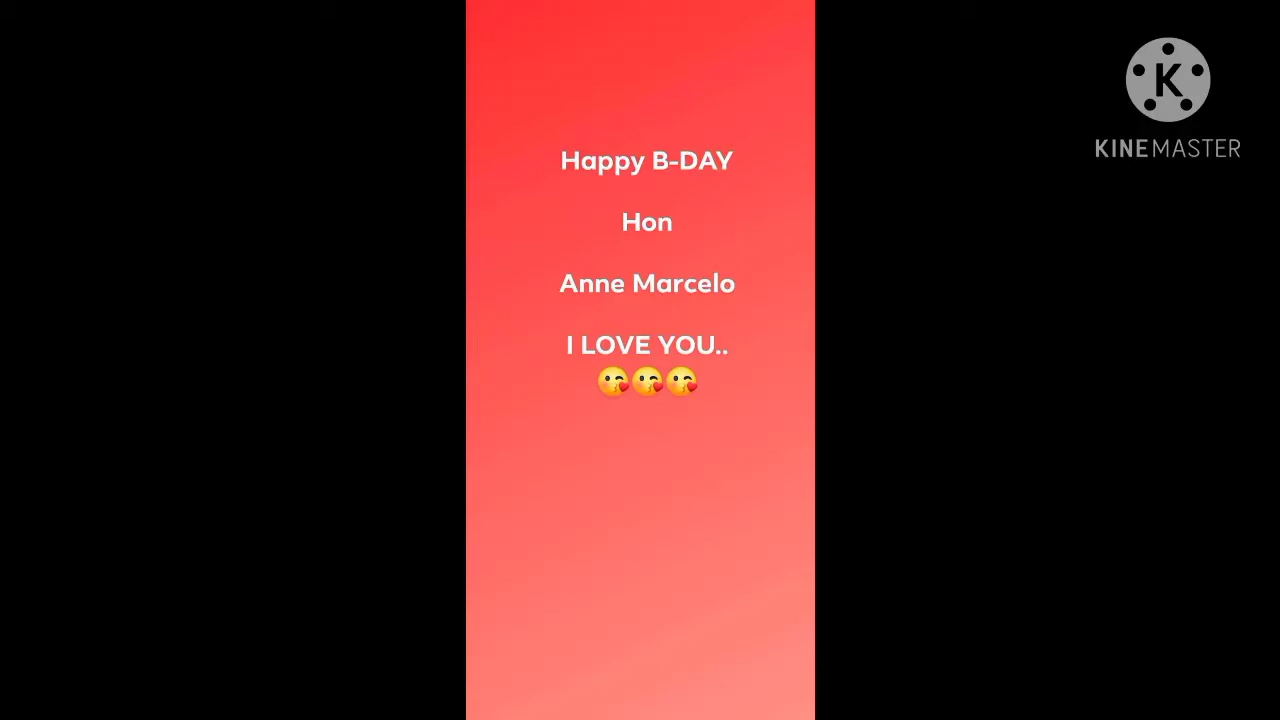 Happy B-DAY
Hon
Anne Marcelo
I LOVE YOU..
😘😘😘
K
KINEMASTER